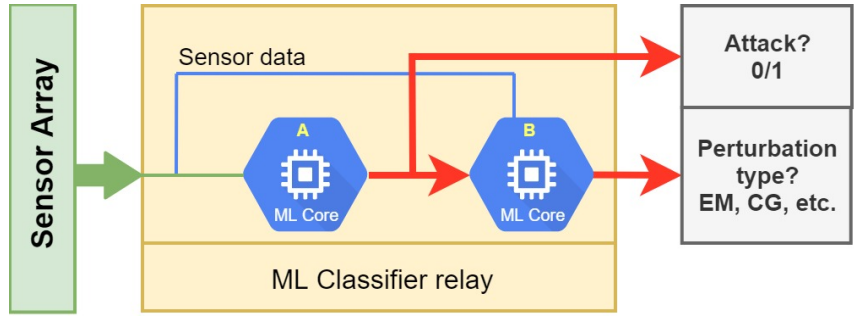 Sensor Array
Sensor data
A
ML Core
B
ML Core
ML Classifier relay
Attack?
0/1
Perturbation
type?
EM, CG, etc.